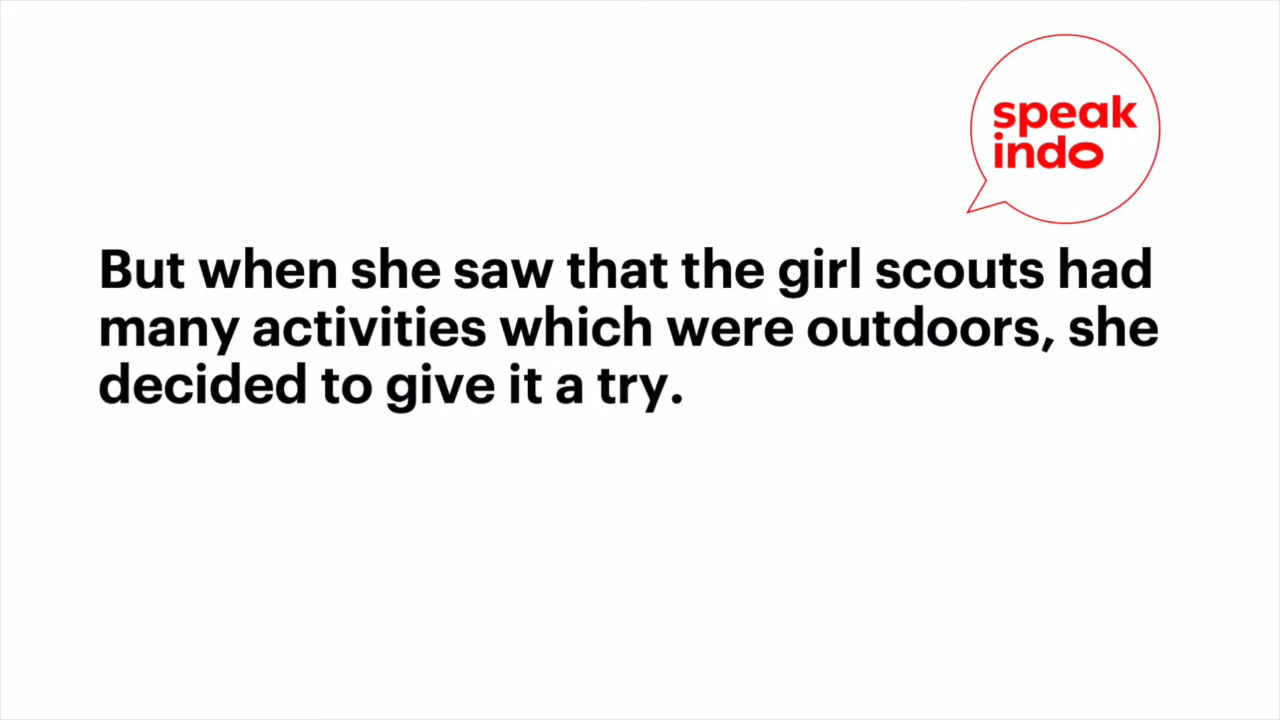 speak
indo
But when she saw that the girl scouts had
many activities which were outdoors, she
decided to give it a try.